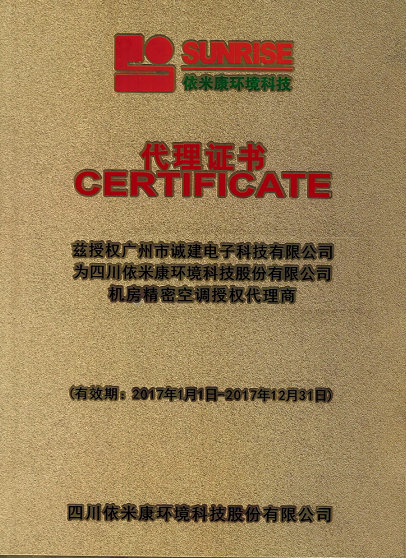 SUNRISE
依米康环境科技
代理证书
CERTIFICATE
兹授权广州市诚建电子科技有限公司
为四川依米康环境科技股份有限公司
机房精密空调授权代理商
(有效期：2017年1月1日-2017年12月31日)
四川依米康环境科技股份有限公司